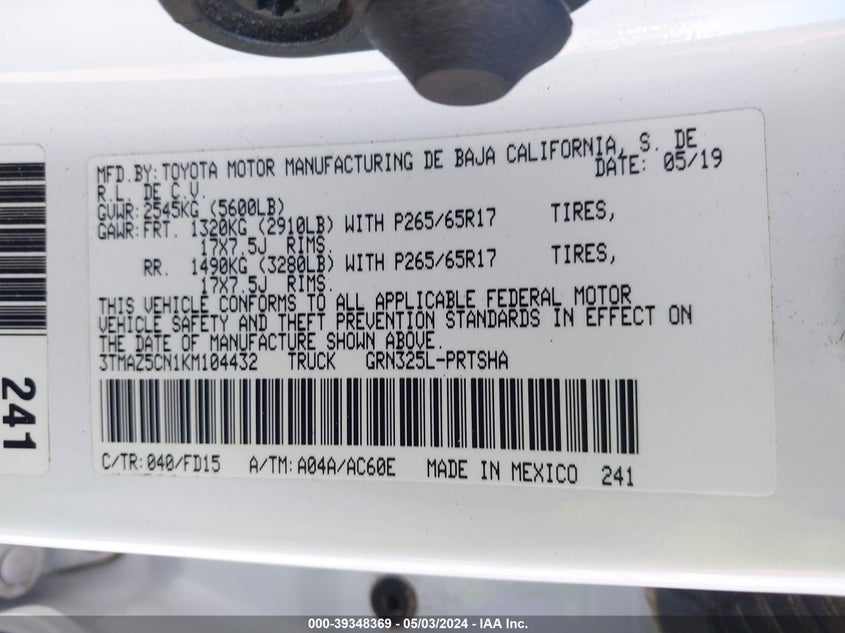 MFD.BY: TOYOTA MOTOR MANUFACTURING DE BAJA CALIFORNIA, S. DE
R.L. DE C.V. DATE: 05/19
GVWR: 2545KG (5600LB)
GAWR: FRT. 1320KG (2910LB) WITH P265/65R17 TIRES,
17X7.5J RIMS.
RR. 1490KG (3280LB) WITH P265/65R17 TIRES,
17X7.5J RIMS.
THIS VEHICLE CONFORMS TO ALL APPLICABLE FEDERAL MOTOR
VEHICLE SAFETY AND THEFT PREVENTION STANDARDS IN EFFECT ON
THE DATE OF MANUFACTURE SHOWN ABOVE.
3TMAZ5CN1KM104432 TRUCK GRN325L-PRTSHA
C/TR: 040/FD15 A/TM: A04A/AC60E MADE IN MEXICO 241
241
000-39348369 - 05/03/2024 - IAA Inc.